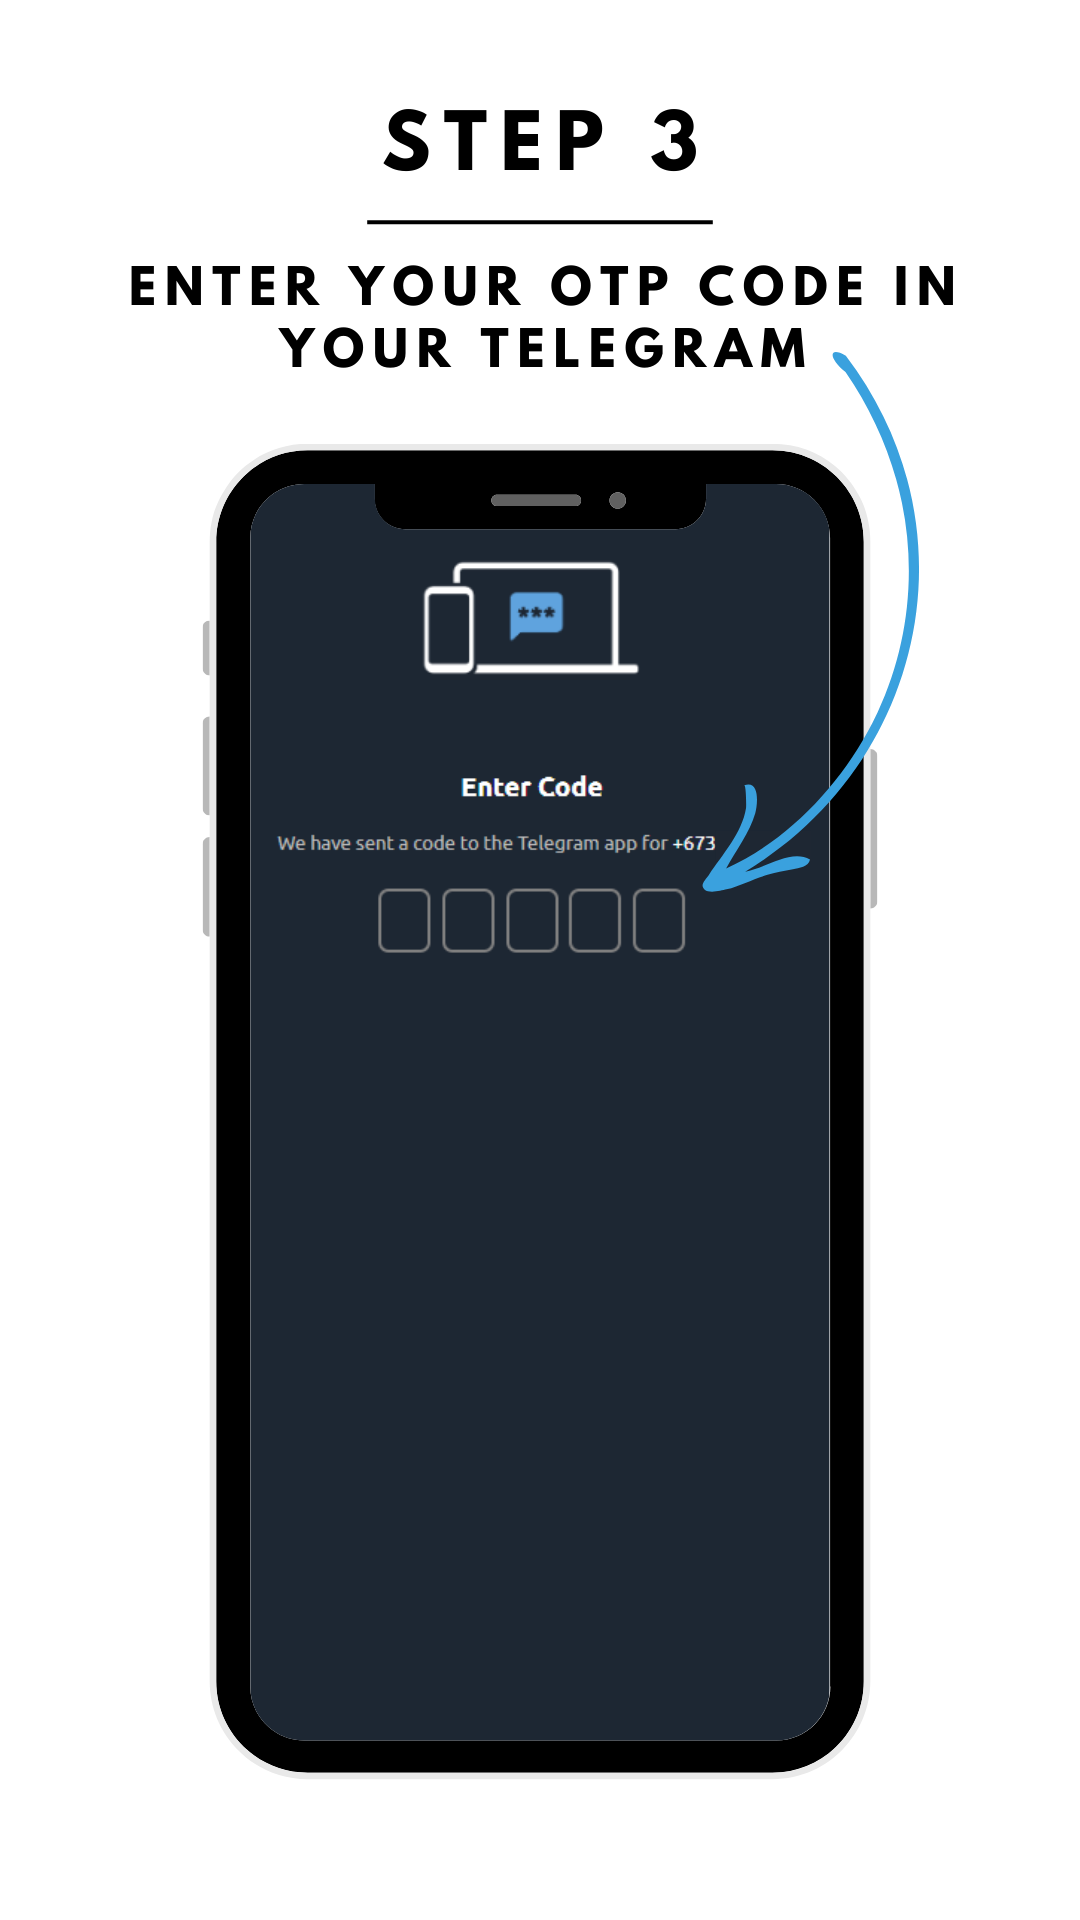 STEP 3
ENTER YOUR OTP CODE IN
YOUR TELEGRAM
***
Enter Code
We have sent a code to the Telegram app for +673